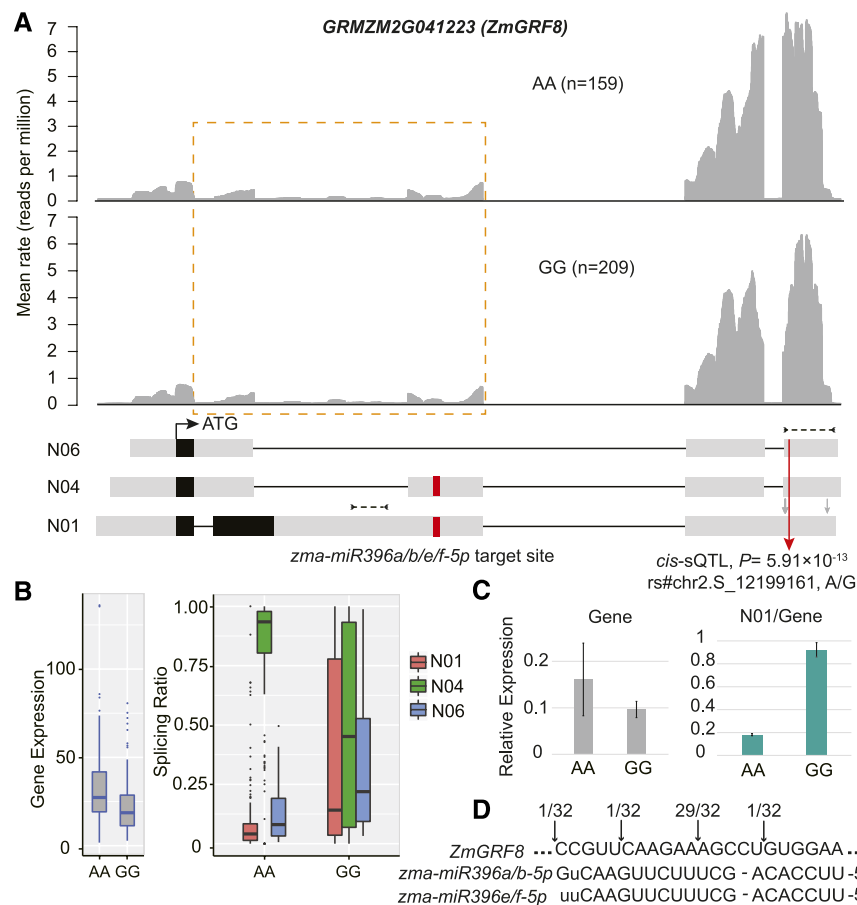 A
GRMZM2G041223 (ZmGRF8)
Mean rate (reads per million)
7
6
5
4
3
2
1
0
AA (n=159)
7
6
5
4
3
2
1
0
GG (n=209)
ATG
N06
N04
N01
zma-miR396a/b/e/f-5p target site
cis-sQTL, P= 5.91×10-13
rs#chr2.S_12199161, A/G
B
Gene Expression
100
50
0
AA GG
Splicing Ratio
1.00
0.75
0.50
0.25
0
AA
GG
N01
N04
N06
C
Relative Expression
Gene
0.2
0.1
0
AA
GG
N01/Gene
1
0.8
0.6
0.4
0.2
0
AA
GG
D
1/32 1/32 29/32 1/32
ZmGRF8 CCGUUCAAGAAAGCCUGUGGAA
zma-miR396a/b-5p GuCAAGUUCUUUCG - ACACCUU -5
zma-miR396e/f-5p uuCAAGUUCUUUCG - ACACCUU -5